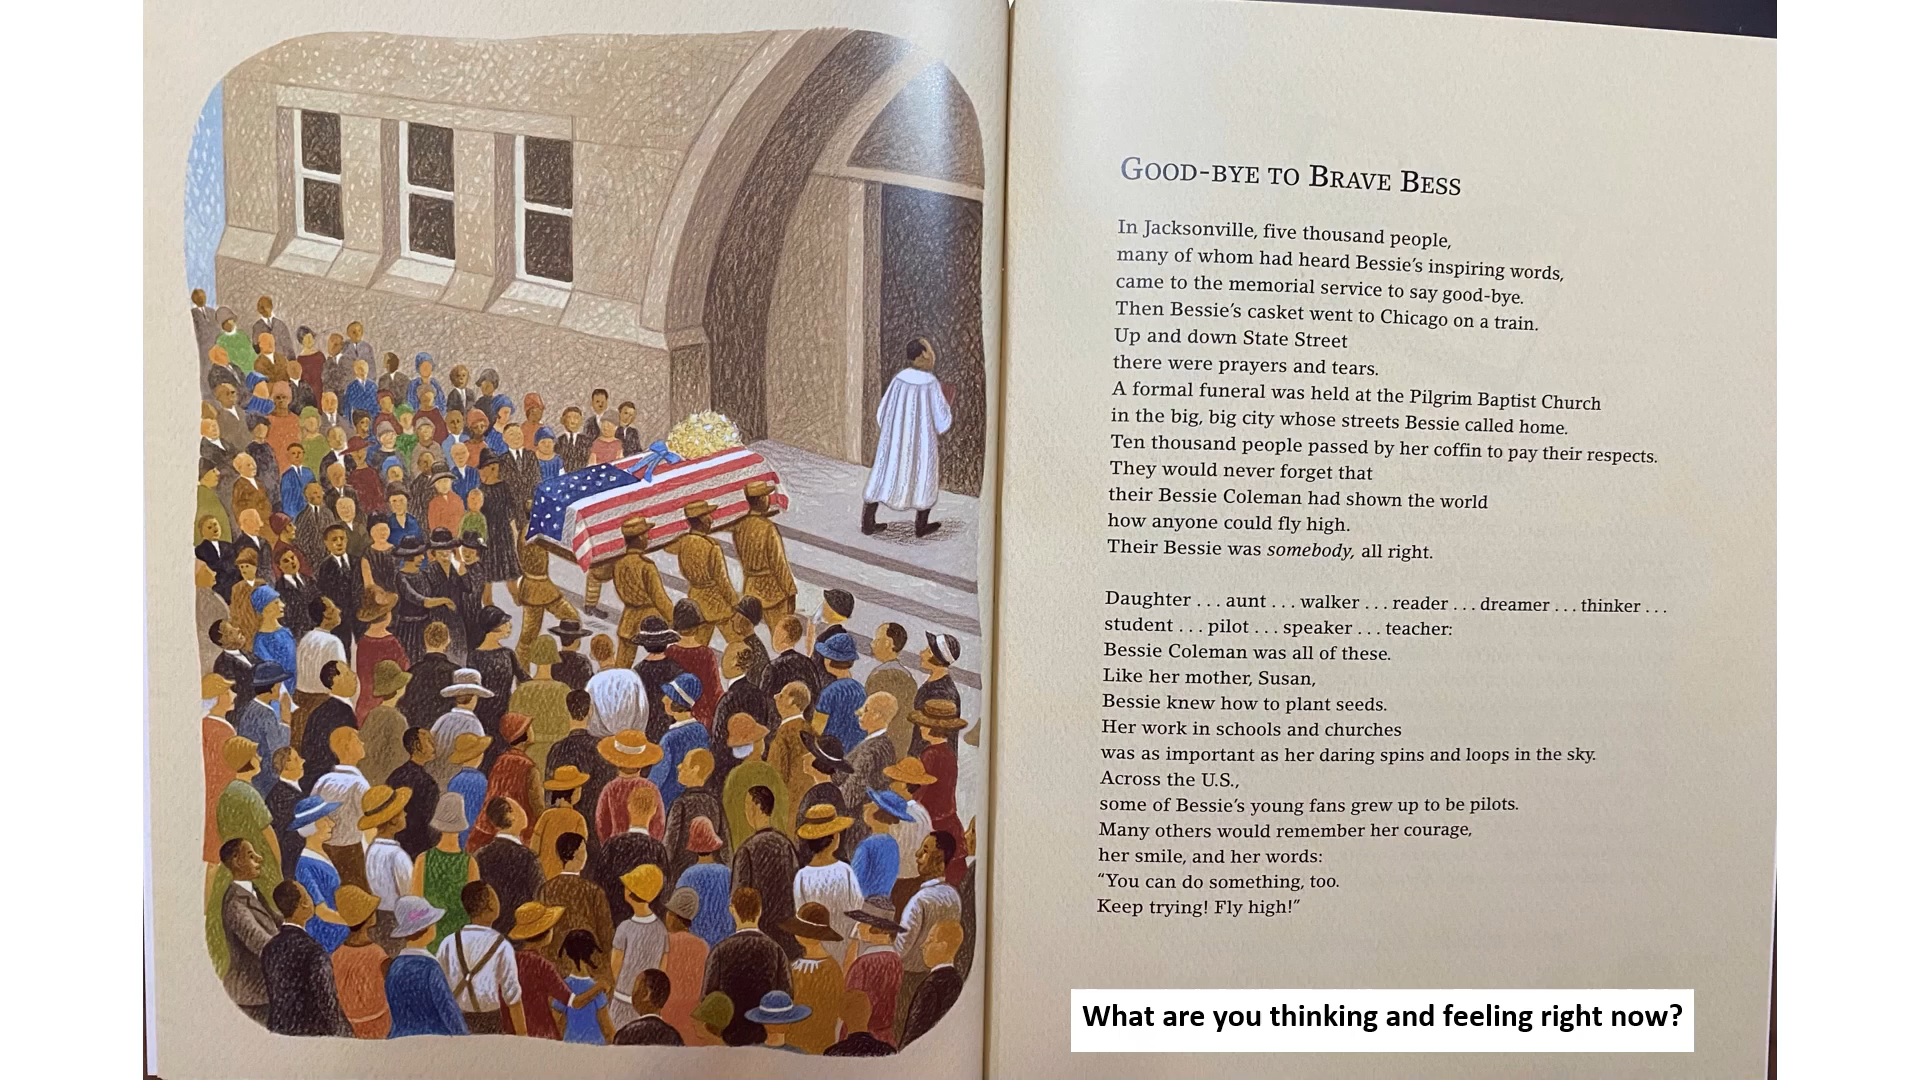 GOOD-BYE TO BRAVE BESS
In Jacksonville, five thousand people,
many of whom had heard Bessie's inspiring words,
came to the memorial service to say good-bye.
Then Bessie's casket went to Chicago on a train.
Up and down State Street
there were prayers and tears.
A formal funeral was held at the Pilgrim Baptist Church
in the big, big city whose streets Bessie called home.
Ten thousand people passed by her coffin to pay their respects.
They would never forget that
their Bessie Coleman had shown the world
how anyone could fly high.
Their Bessie was somebody, all right.
Daughter . . . aunt . . . walker . . . reader . . . dreamer . . . thinker . . .
student . . . pilot . . . speaker . . . teacher:
Bessie Coleman was all of these.
Like her mother, Susan,
Bessie knew how to plant seeds.
Her work in schools and churches
was as important as her daring spins and loops in the sky.
Across the U.S.,
some of Bessie's young fans grew up to be pilots.
Many others would remember her courage,
her smile, and her words:
"You can do something, too.
Keep trying! Fly high!"
What are you thinking and feeling right now?